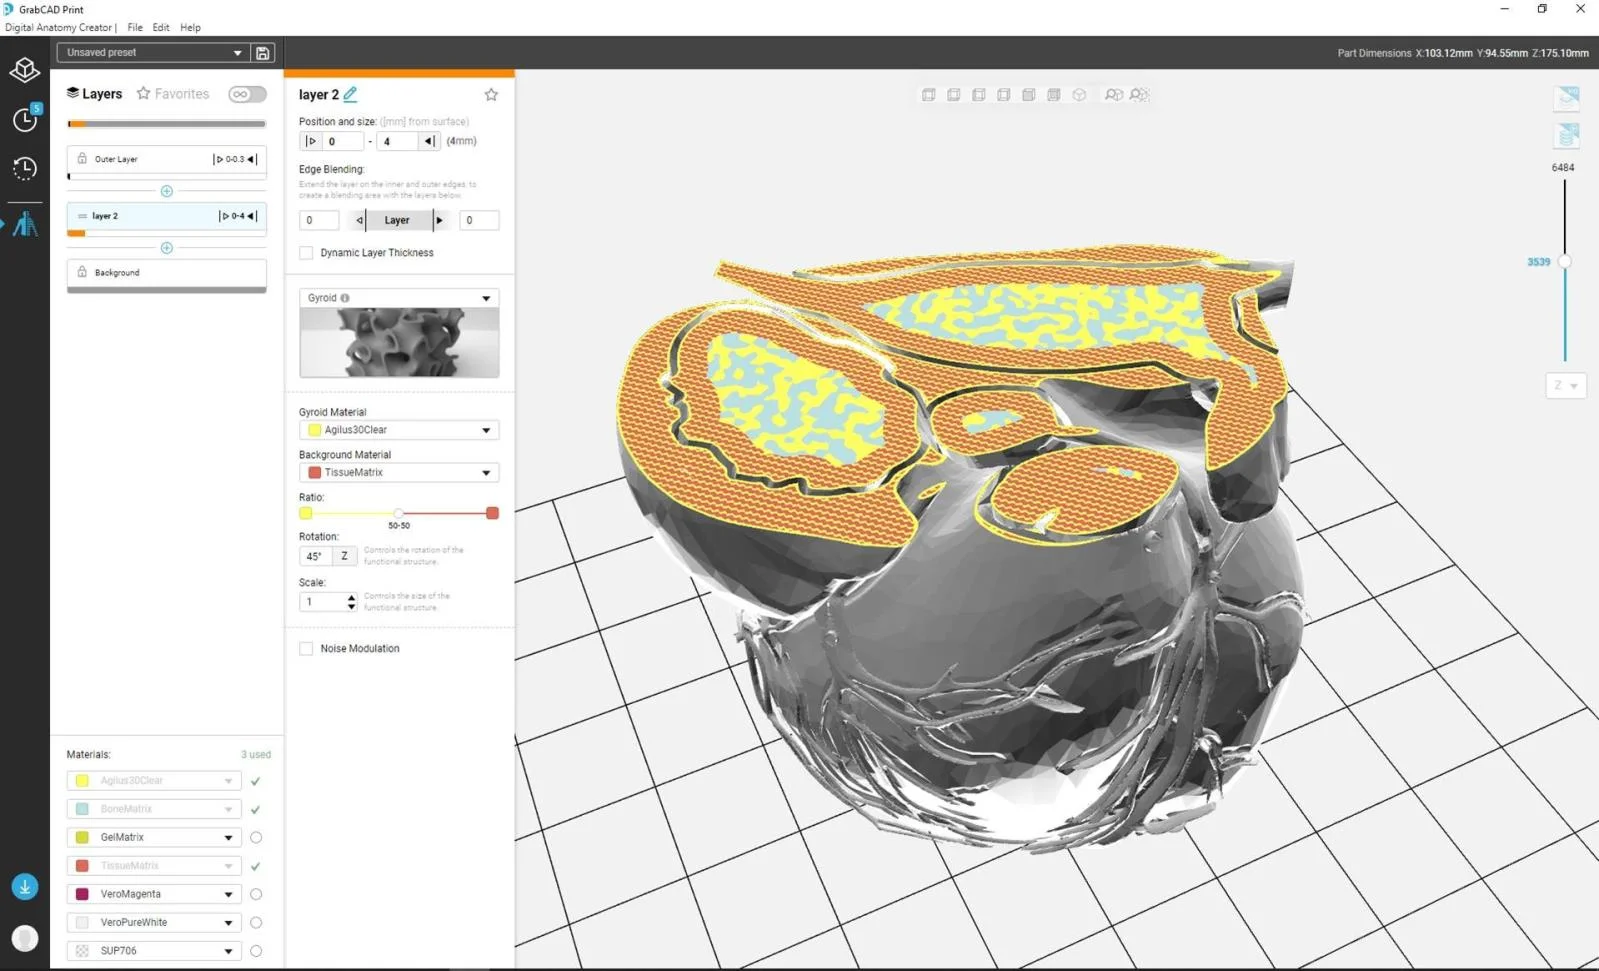 GrabCAD Print
Digital Anatomy Creator | File Edit Help
Unsaved preset
Part Dimensions X:103.12mm Y:94.55mm Z:175.10mm
Layers Favorites
5
Outer Layer 0-0.3
layer 2 0-4
Background
layer 2
Position and size: ([mm] from surface)
0 - 4 (4mm)
Edge Blending:
Extend the layer on the inner and outer edges, to
create a blending area with the layers below.
0 Layer 0
Dynamic Layer Thickness
Gyroid
Gyroid Material
Agilus30Clear
Background Material
TissueMatrix
Ratio:
50-50
Rotation:
45° Z Controls the rotation of the
functional structure.
Scale:
1 Controls the size of the
functional structure
Noise Modulation
Materials: 3 used
Agilus30Clear
BoneMatrix
GelMatrix
TissueMatrix
VeroMagenta
VeroPureWhite
SUP706
6484
3539
Z